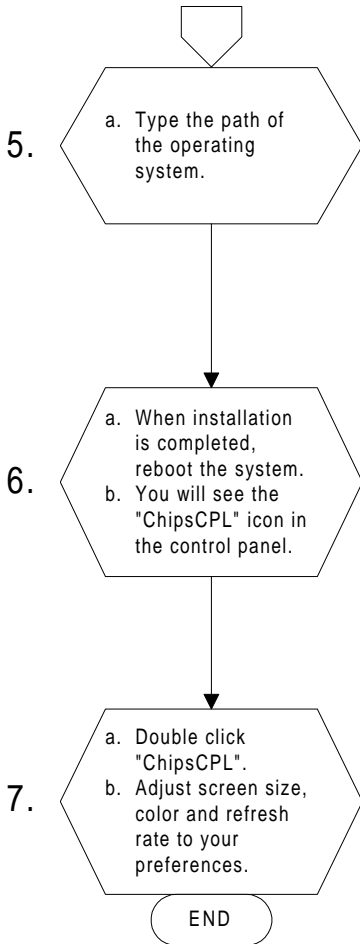 5.
a. Type the path of
the operating
system.
6.
a. When installation
is completed,
reboot the system.
b. You will see the
"ChipsCPL" icon in
the control panel.
7.
a. Double click
"ChipsCPL".
b. Adjust screen size,
color and refresh
rate to your
preferences.
END